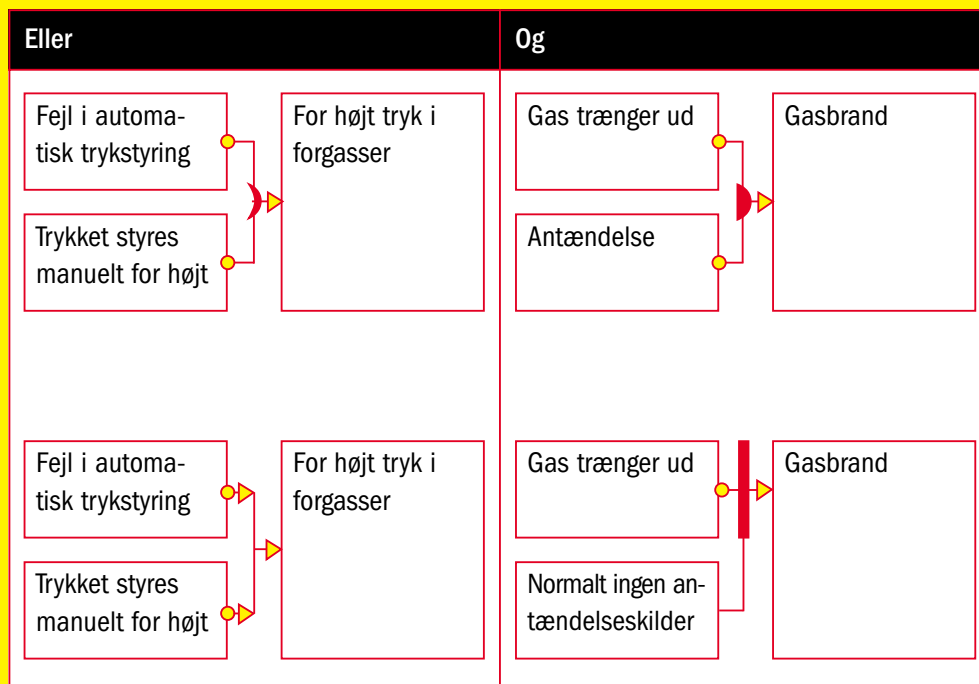 Eller
Og
Fejl i automa-
tisk trykstyring
For højt tryk i
forgasser
Trykket styres
manuelt for højt
Gas trænger ud
Gasbrand
Antændelse
Fejl i automa-
tisk trykstyring
For højt tryk i
forgasser
Trykket styres
manuelt for højt
Gas trænger ud
Gasbrand
Normalt ingen an-
tændelseskilder